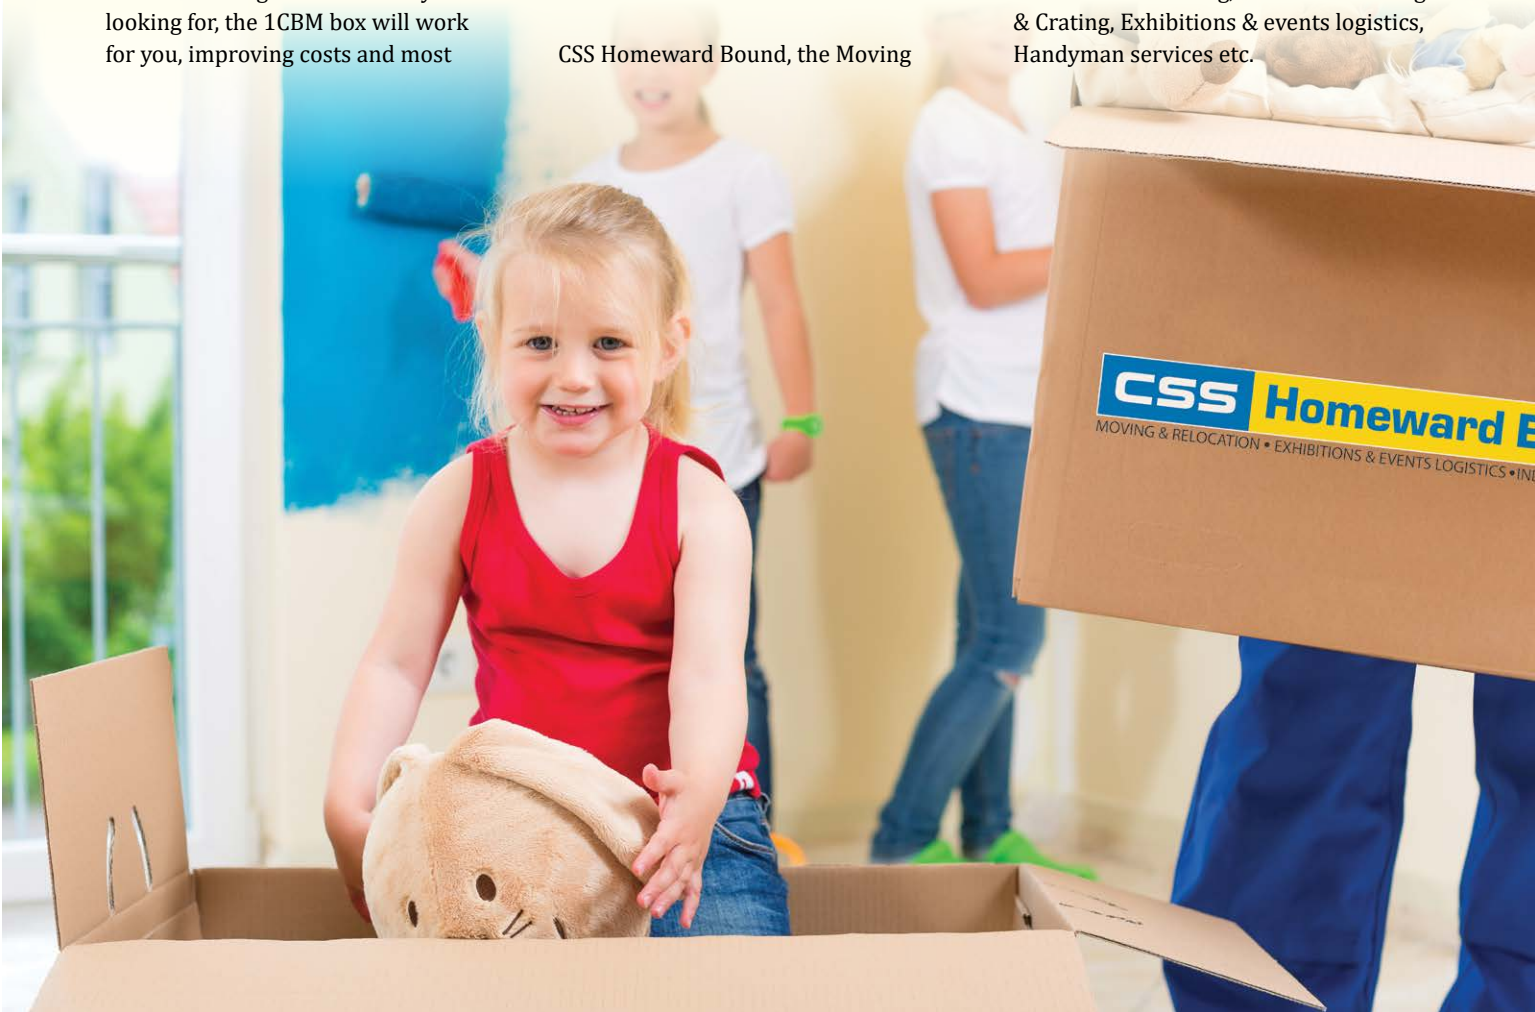 looking for, the 1CBM box will work
for you, improving costs and most
CSS Homeward Bound, the Moving
& Crating, Exhibitions & events logistics,
Handyman services etc.
CSS Homeward
MOVING & RELOCATION • EXHIBITIONS & EVENTS LOGISTICS •